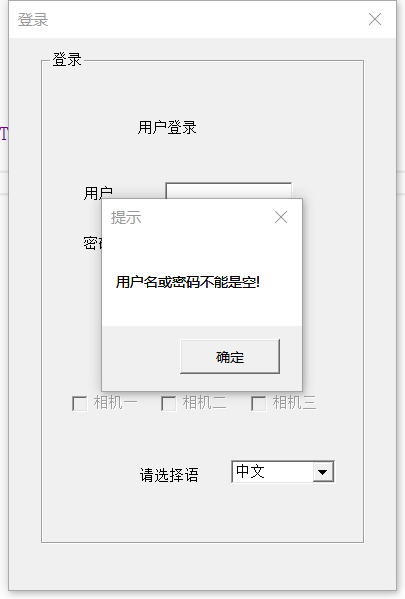 登录
登录
T
用户登录
用户
提示
用户名或密码不能是空!
确定
相机一 相机二 相机三
请选择语 中文